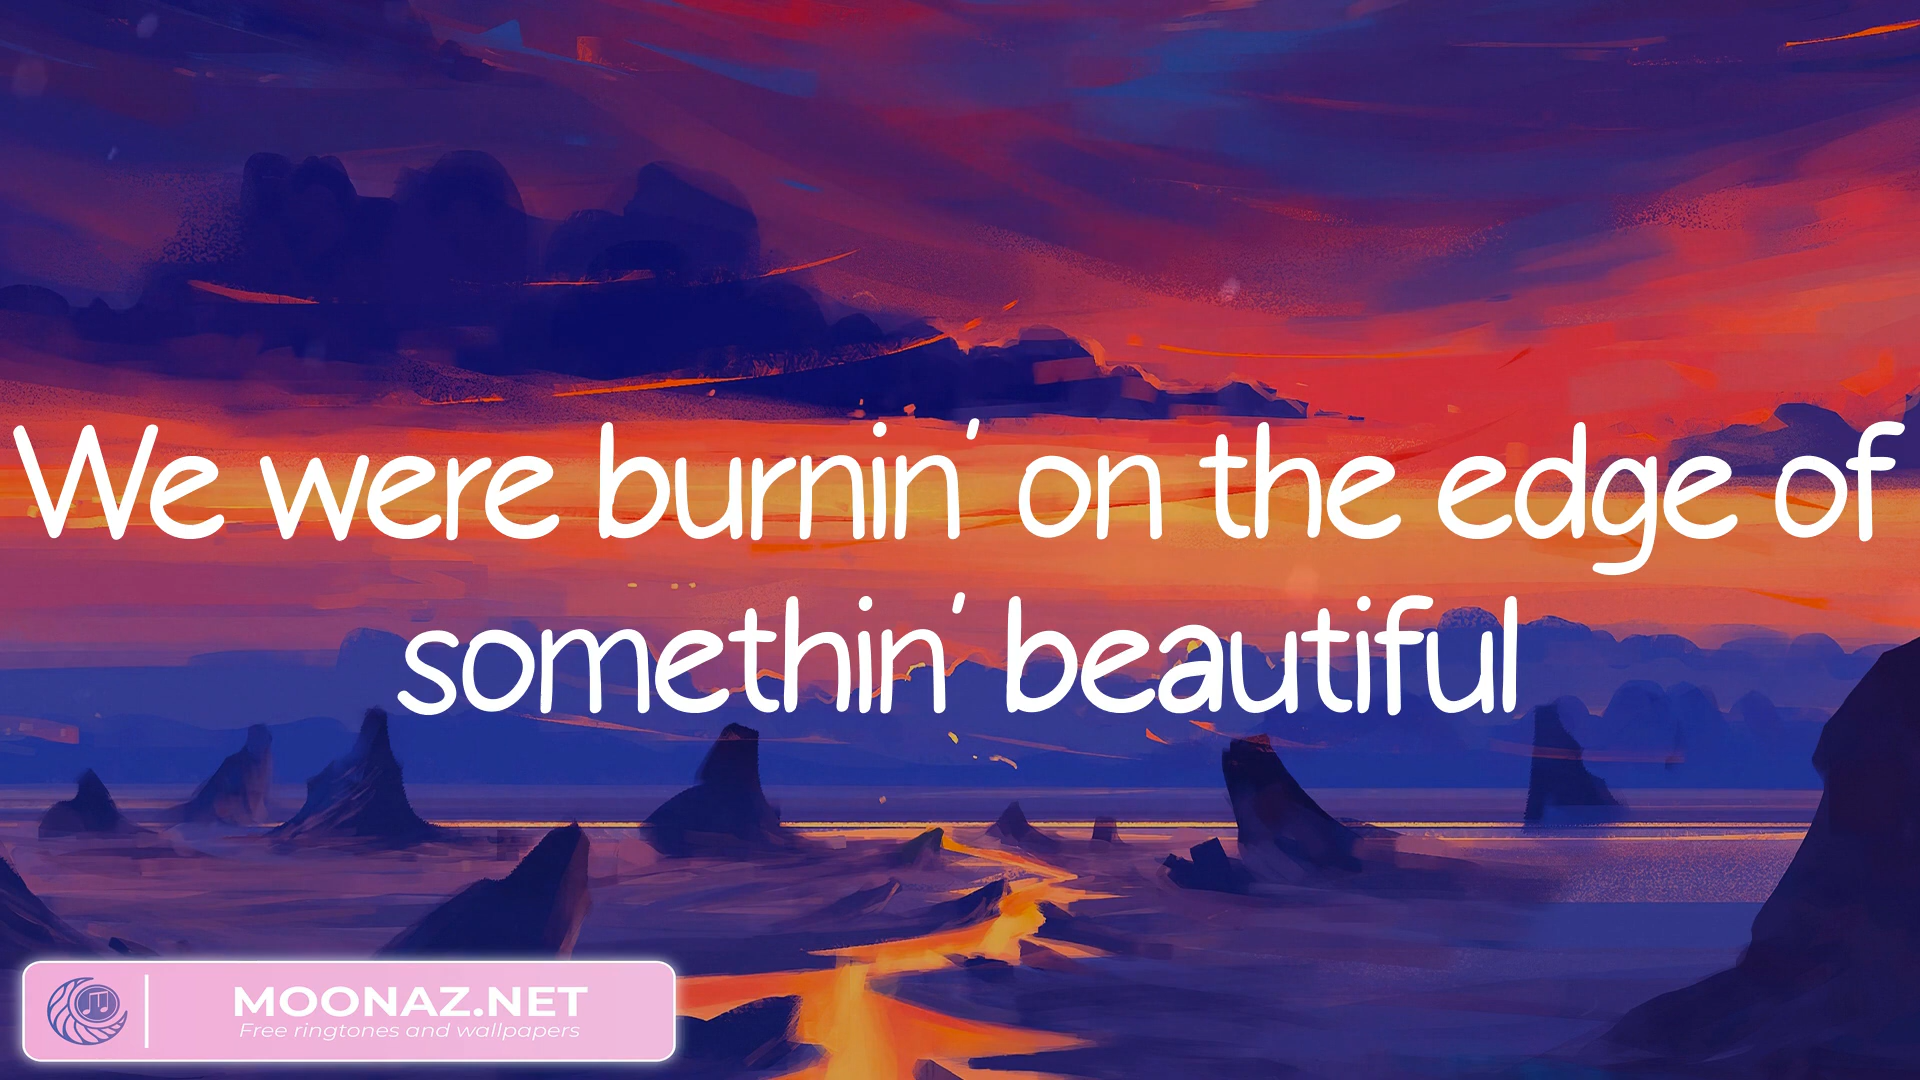 We were burnin' on the edge of
somethin' beautiful
MOONAZ.NET
Free ringtones and wallpapers